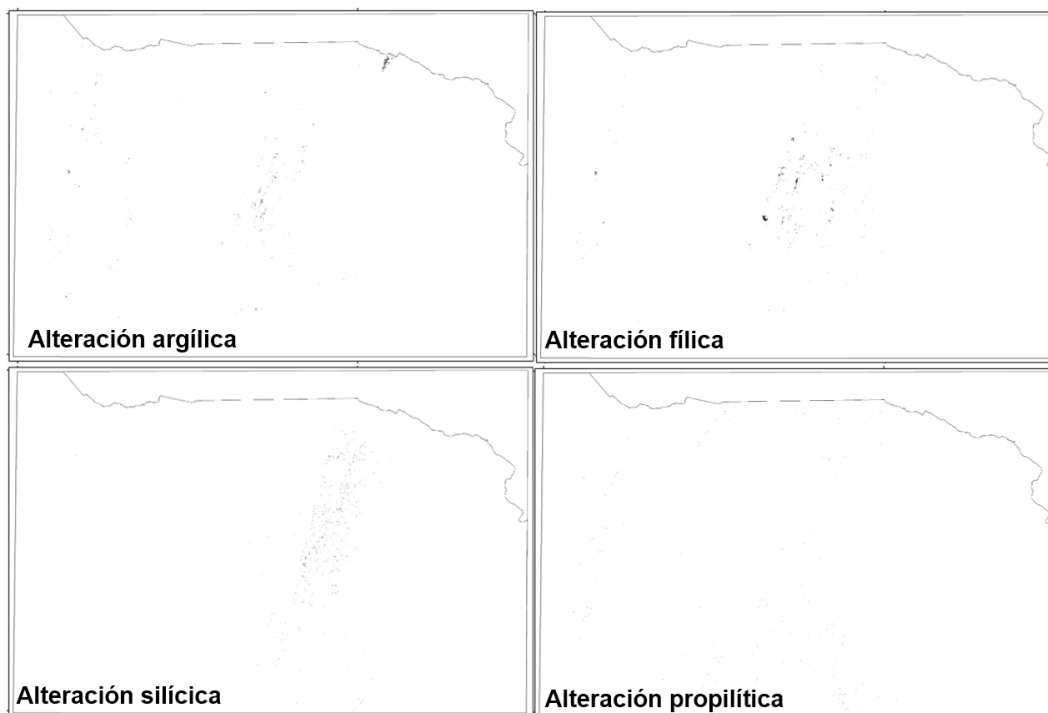 Alteración argílica
Alteración fílica
Alteración silícica
Alteración propilítica